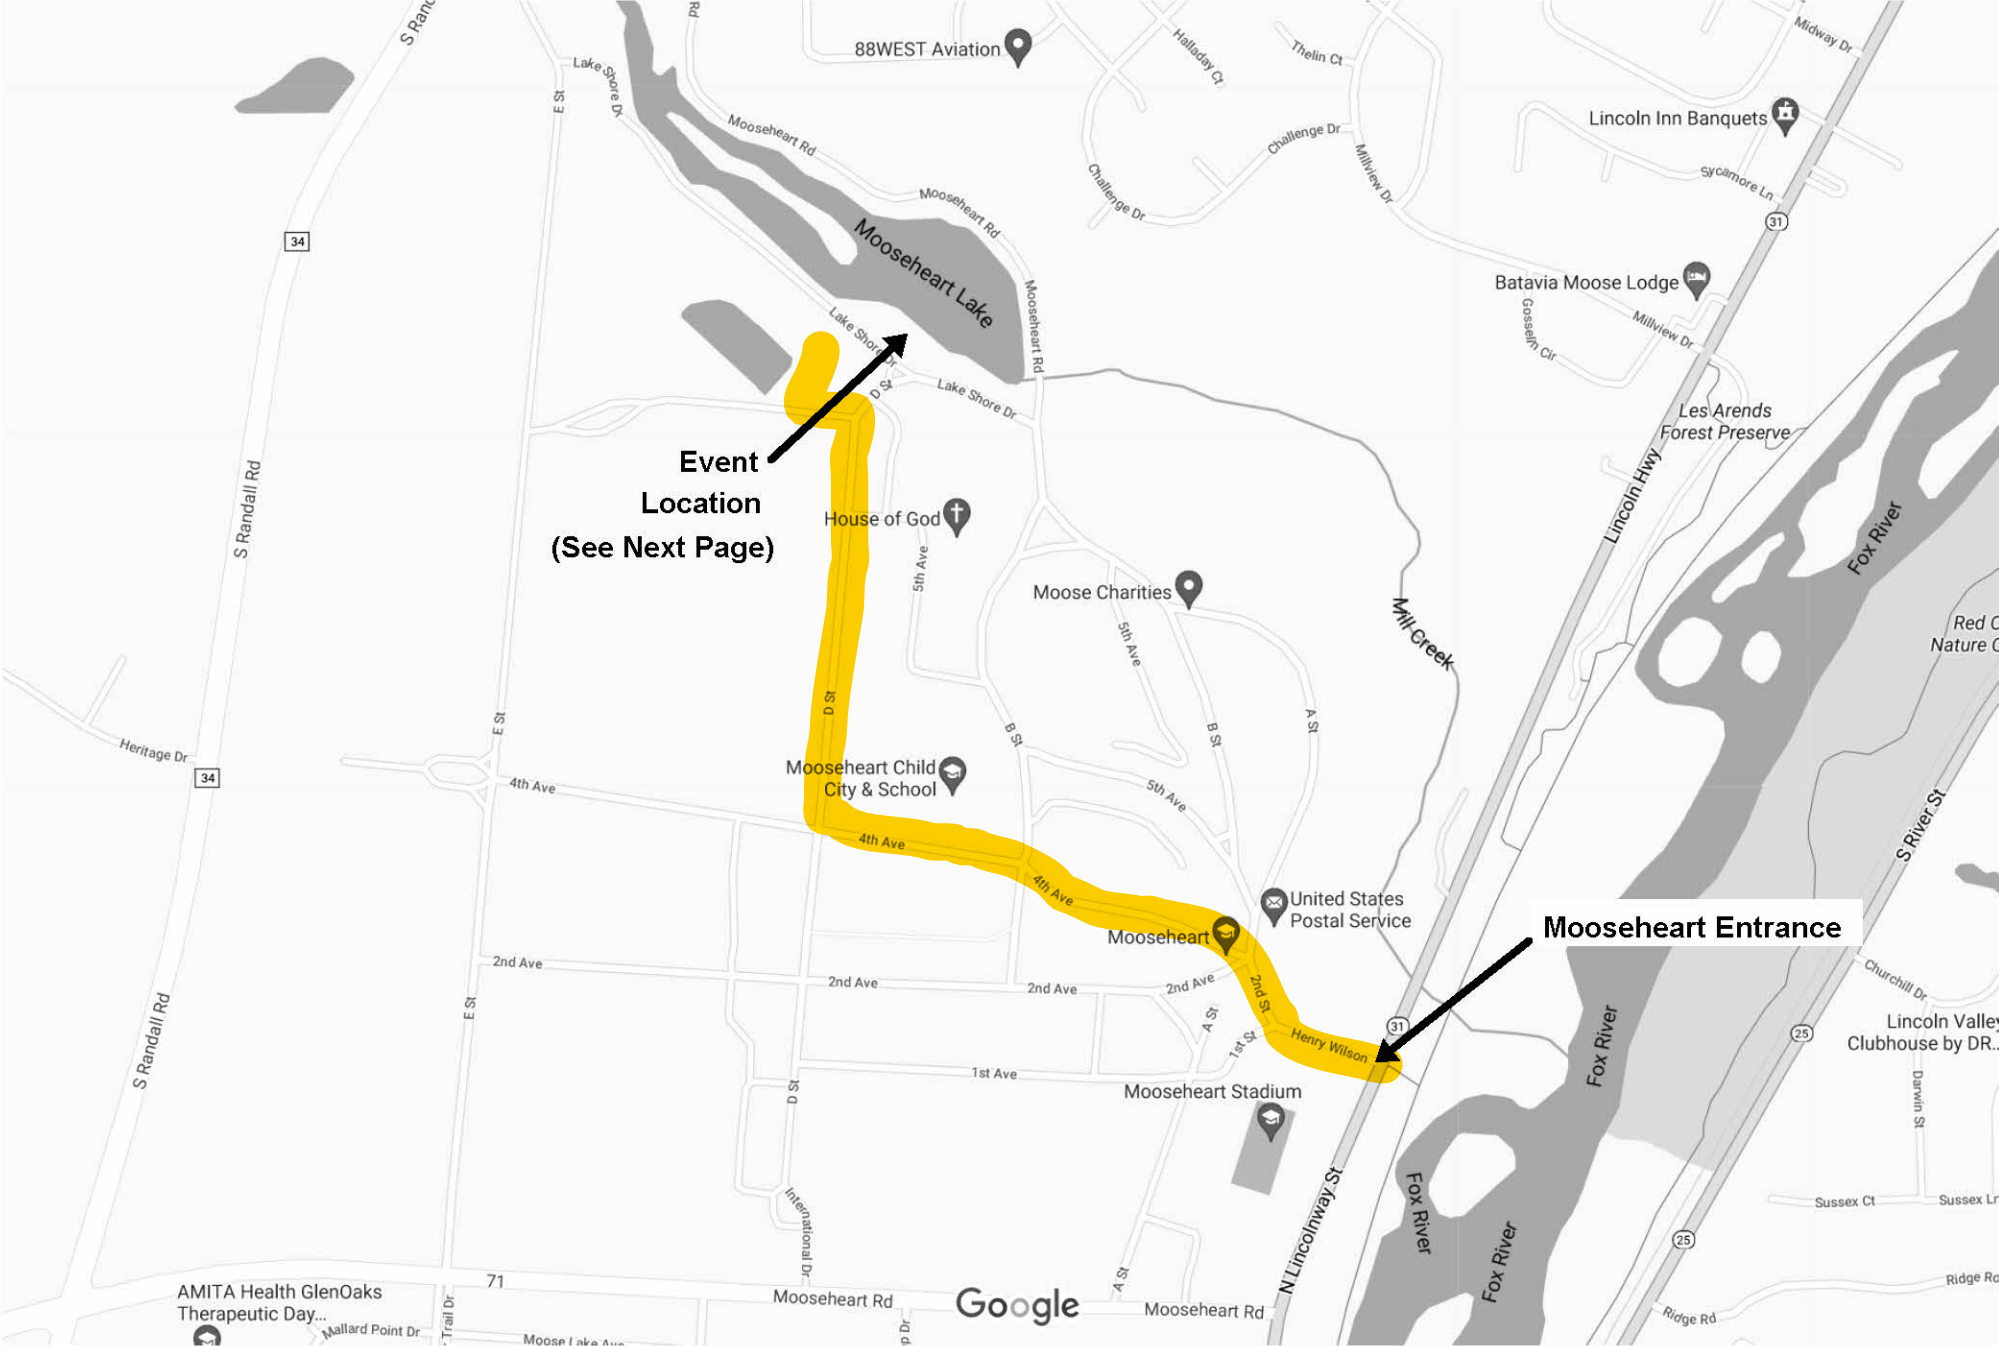 S Rand
Rd
88WEST Aviation
Halladay Ct
Thelin Ct
Midway Dr
Lake Shore Dr
E St
Mooseheart Rd
Challenge Dr
Lincoln Inn Banquets
Millview Dr
Challenge Dr
Sycamore Ln
Mooseheart Rd
31
34
Mooseheart Lake
Batavia Moose Lodge
Mooseheart Rd
Gosselin Cir
Millview Dr
Lake Shore Dr
D St
Lake Shore Dr
Les Arends
Forest Preserve
Event
Location
(See Next Page)
S Randall Rd
Lincoln Hwy
House of God
Fox River
5th Ave
Moose Charities
Mill Creek
5th Ave
Red C
Nature C
D St
E St
B St
B St
A St
Heritage Dr
34
4th Ave
Mooseheart Child
City & School
5th Ave
S River St
4th Ave
4th Ave
United States
Postal Service
Mooseheart
Mooseheart Entrance
2nd Ave
2nd Ave
2nd Ave
2nd Ave
2nd St
Churchill Dr
E St
S Randall Rd
A St
1st St
Henry Wilson
31
Fox River
25
Lincoln Valley
Clubhouse by DR...
1st Ave
D St
Mooseheart Stadium
Darwin St
Fox River
N Lincolnway St
Sussex Ct
Sussex Ln
International Dr
Fox River
25
71
A St
AMITA Health GlenOaks
Therapeutic Day...
Mooseheart Rd
Google
Mooseheart Rd
Ridge Rd
Ridge Rd
Mallard Point Dr
Trail Dr
Moose Lake Ave
p Dr